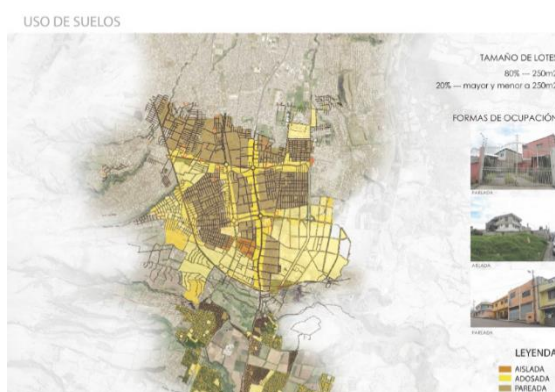 USO DE SUELOS
TAMAÑO DE LOTES
80% --- 250m2
20% --- mayor y menor a 250m2
FORMAS DE OCUPACIÓN
PAREADA
AISLADA
PAREADA
LEYENDA
AISLADA
ADOSADA
PAREADA